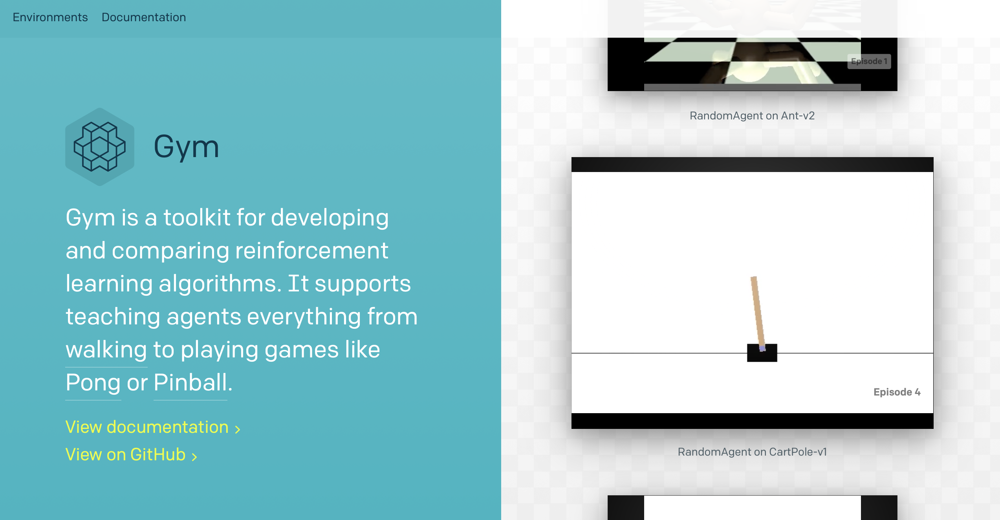 Environments Documentation
Gym
Gym is a toolkit for developing
and comparing reinforcement
learning algorithms. It supports
teaching agents everything from
walking to playing games like
Pong or Pinball.
View documentation >
View on GitHub >
Episode 1
RandomAgent on Ant-v2
Episode 4
RandomAgent on CartPole-v1